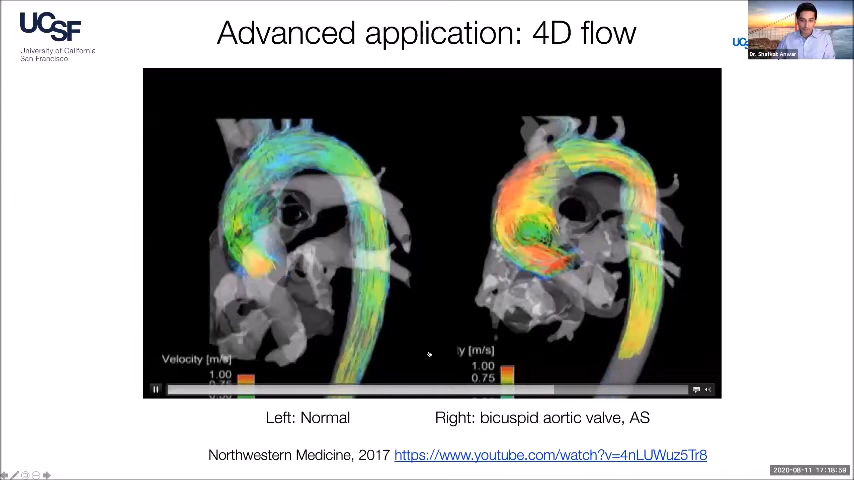 UCSF
University of California
San Francisco
Advanced application: 4D flow
Dr. Shafkat Anwar
Velocity [m/s]
1.00
0.75
y [m/s]
1.00
0.75
Left: Normal
Right: bicuspid aortic valve, AS
Northwestern Medicine, 2017 https://www.youtube.com/watch?v=4nLUWuz5Tr8
2020-08-11 17:18:59